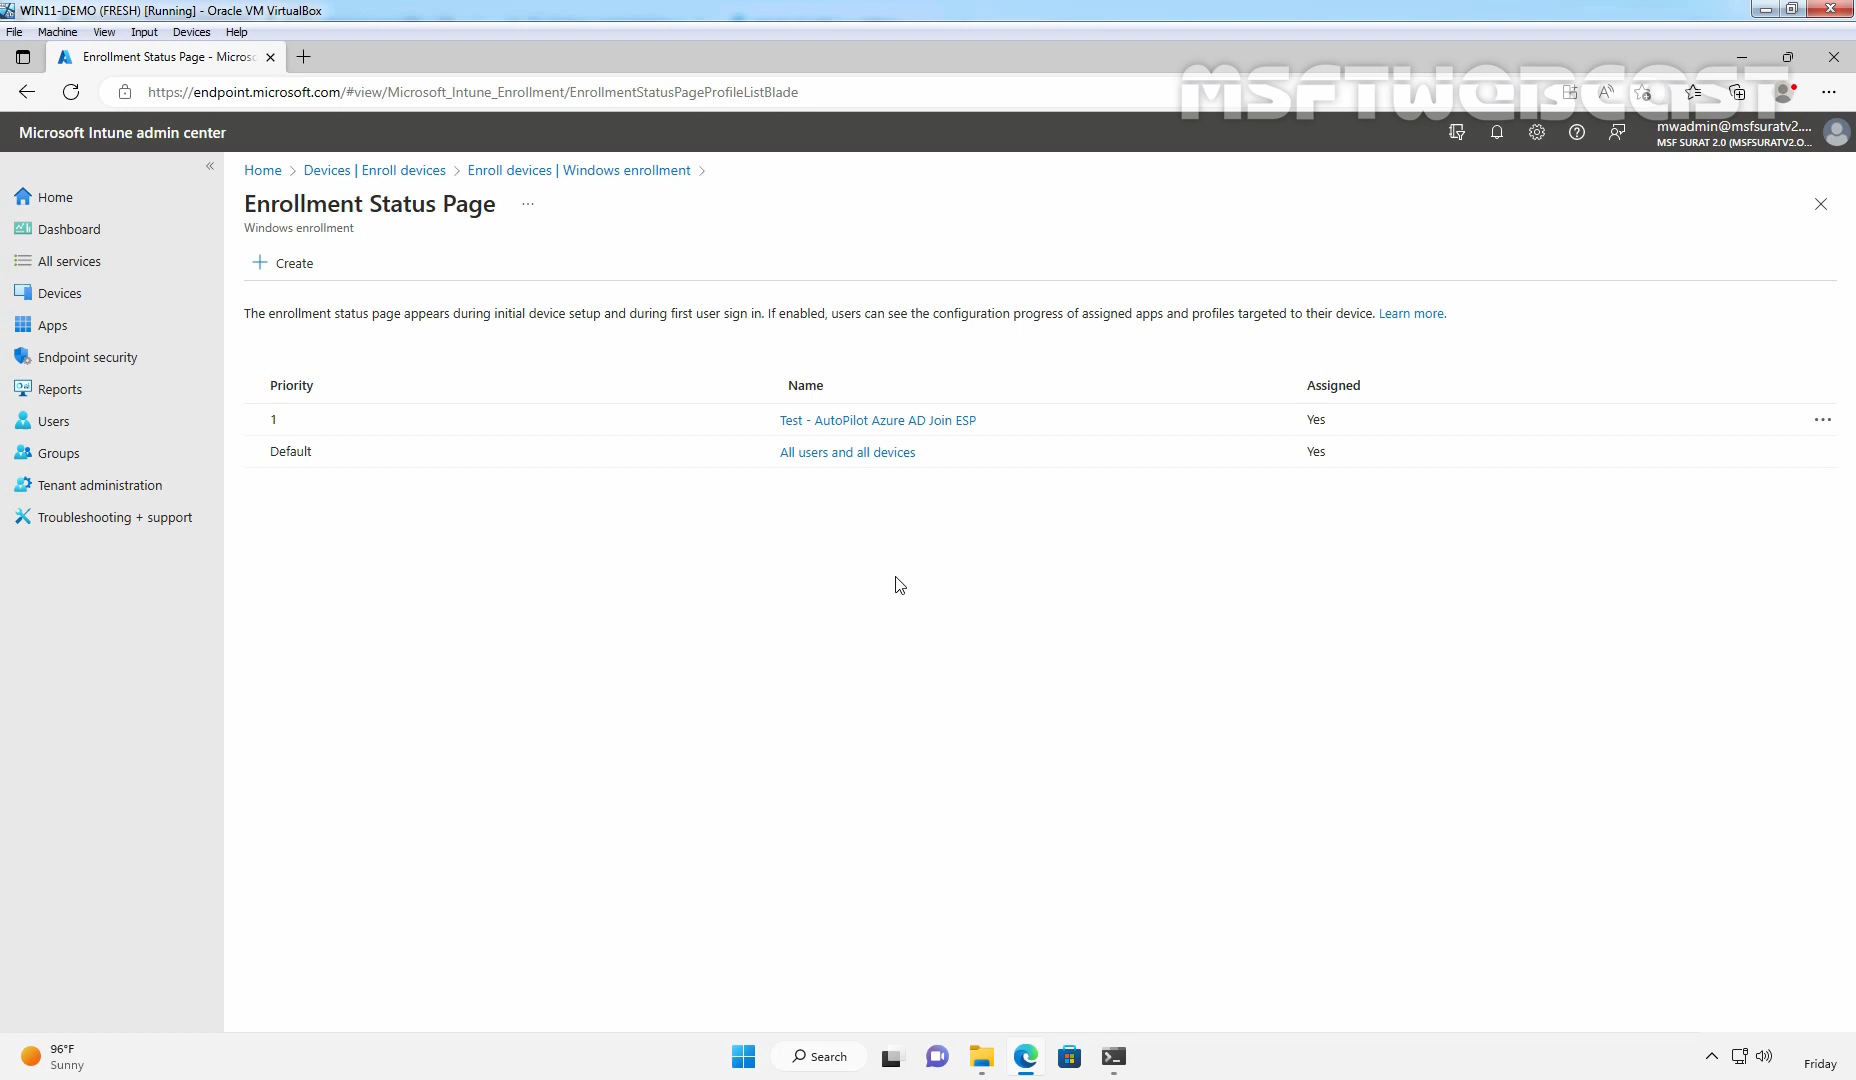 WIN11-DEMO (FRESH) [Running] - Oracle VM VirtualBox
File Machine View Input Devices Help
Enrollment Status Page - Micros
https://endpoint.microsoft.com/#view/Microsoft_Intune_Enrollment/EnrollmentStatusPageProfileListBlade
MSFTWEBCAST
Microsoft Intune admin center
mwadmin@msfsuratv2....
MSF SURAT 2.0 (MSFSURATV2.O...
Home
Dashboard
All services
Devices
Apps
Endpoint security
Reports
Users
Groups
Tenant administration
Troubleshooting + support
Home > Devices | Enroll devices > Enroll devices | Windows enrollment >
Enrollment Status Page ...
Windows enrollment
+ Create
The enrollment status page appears during initial device setup and during first user sign in. If enabled, users can see the configuration progress of assigned apps and profiles targeted to their device. Learn more.
Priority Name Assigned
1 Test - AutoPilot Azure AD Join ESP Yes
Default All users and all devices Yes
96°F
Sunny
Search
Friday